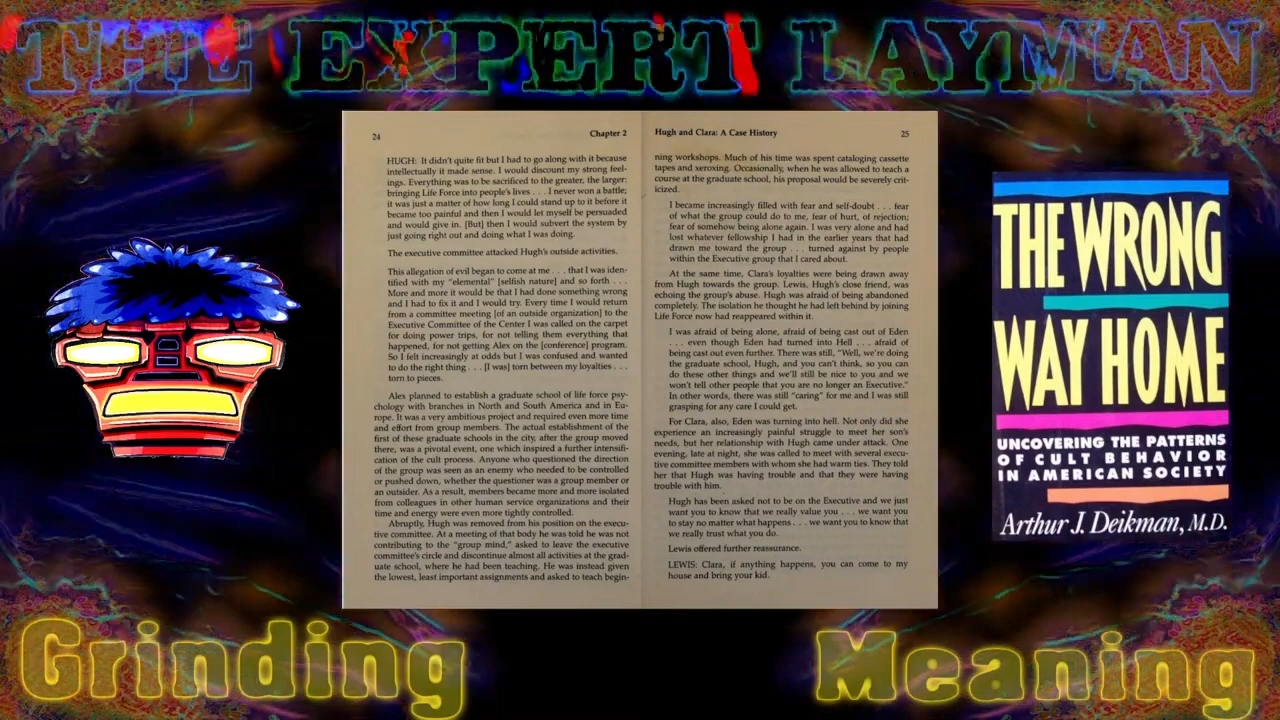 THE EXPERT LAYMAN
24
Chapter 2
HUGH: It didn't quite fit but I had to go along with it because
intellectually it made sense. I would discount my strong feel-
ings. Everything was to be sacrificed to the greater, the larger:
bringing Life Force into people's lives . . . I never won a battle;
it was just a matter of how long I could stand up to it before it
became too painful and then I would let myself be persuaded
and would give in. [But] then I would subvert the system by
just going right out and doing what I was doing.
The executive committee attacked Hugh's outside activities.
This allegation of evil began to come at me . . . that I was iden-
tified with my "elemental" [selfish nature] and so forth . . .
More and more it would be that I had done something wrong
and I had to fix it and I would try. Every time I would return
from a committee meeting [of an outside organization] to the
Executive Committee of the Center I was called on the carpet
for doing power trips, for not telling them everything that
happened, for not getting Alex on the [conference] program.
So I felt increasingly at odds but I was confused and wanted
to do the right thing . . . [I was] torn between my loyalties . . .
torn to pieces.
Alex planned to establish a graduate school of life force psy-
chology with branches in North and South America and in Eu-
rope. It was a very ambitious project and required even more time
and effort from group members. The actual establishment of the
first of these graduate schools in the city, after the group moved
there, was a pivotal event, one which inspired a further intensifi-
cation of the cult process. Anyone who questioned the direction
of the group was seen as an enemy who needed to be controlled
or pushed down, whether the questioner was a group member or
an outsider. As a result, members became more and more isolated
from colleagues in other human service organizations and their
time and energy were even more tightly controlled.
Abruptly, Hugh was removed from his position on the execu-
tive committee. At a meeting of that body he was told he was not
contributing to the "group mind," asked to leave the executive
committee's circle and discontinue almost all activities at the grad-
uate school, where he had been teaching. He was instead given
the lowest, least important assignments and asked to teach begin-
Hugh and Clara: A Case History
25
ning workshops. Much of his time was spent cataloging cassette
tapes and xeroxing. Occasionally, when he was allowed to teach a
course at the graduate school, his proposal would be severely crit-
icized.
I became increasingly filled with fear and self-doubt . . . fear
of what the group could do to me, fear of hurt, of rejection;
fear of somehow being alone again. I was very alone and had
lost whatever fellowship I had in the earlier years that had
drawn me toward the group . . . turned against by people
within the Executive group that I cared about.
At the same time, Clara's loyalties were being drawn away
from Hugh towards the group. Lewis, Hugh's close friend, was
echoing the group's abuse. Hugh was afraid of being abandoned
completely. The isolation he thought he had left behind by joining
Life Force now had reappeared within it.
I was afraid of being alone, afraid of being cast out of Eden
. . . even though Eden had turned into Hell . . . afraid of
being cast out even further. There was still, "Well, we're doing
the graduate school, Hugh, and you can't think, so you can
do these other things and we'll still be nice to you and we
won't tell other people that you are no longer an Executive."
In other words, there was still "caring" for me and I was still
grasping for any care I could get.
For Clara, also, Eden was turning into hell. Not only did she
experience an increasingly painful struggle to meet her son's
needs, but her relationship with Hugh came under attack. One
evening, late at night, she was called to meet with several execu-
tive committee members with whom she had warm ties. They told
her that Hugh was having trouble and that they were having
trouble with him.
Hugh has been asked not to be on the Executive and we just
want you to know that we really value you . . . we want you
to stay no matter what happens . . . we want you to know that
we really trust what you do.
Lewis offered further reassurance.
LEWIS: Clara, if anything happens, you can come to my
house and bring your kid.
THE WRONG
WAY HOME
UNCOVERING THE PATTERNS
OF CULT BEHAVIOR
IN AMERICAN SOCIETY
Arthur J. Deikman, M.D.
Grinding
Meaning